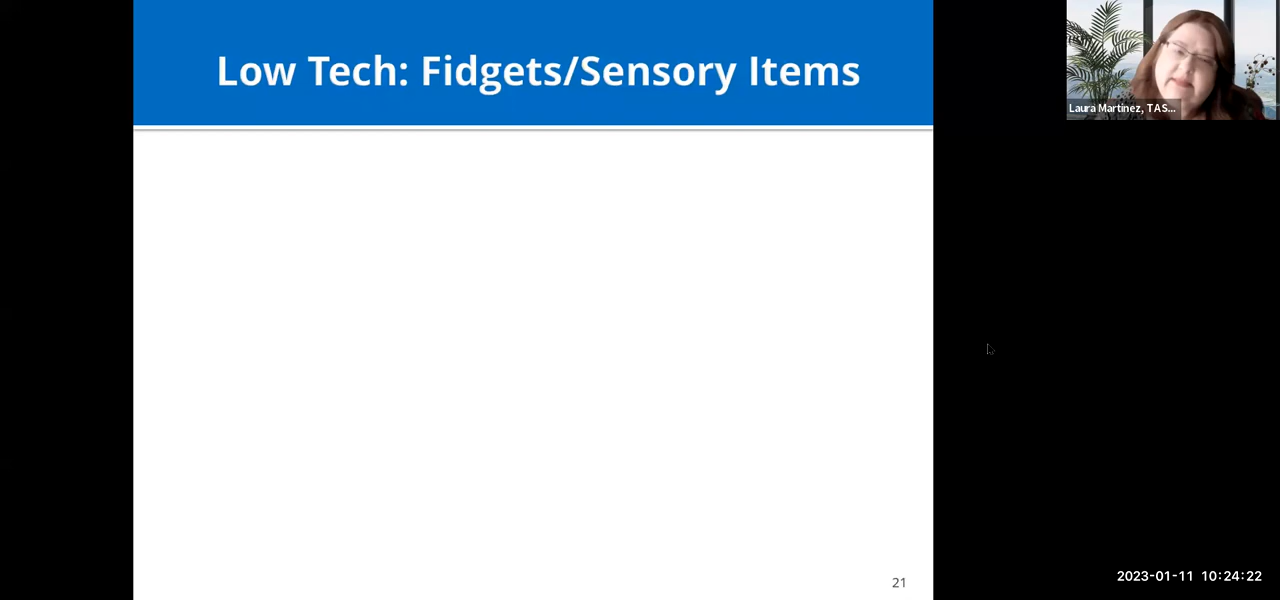 Low Tech: Fidgets/Sensory Items
Laura Martinez, TAS...
21
2023-01-11 10:24:22